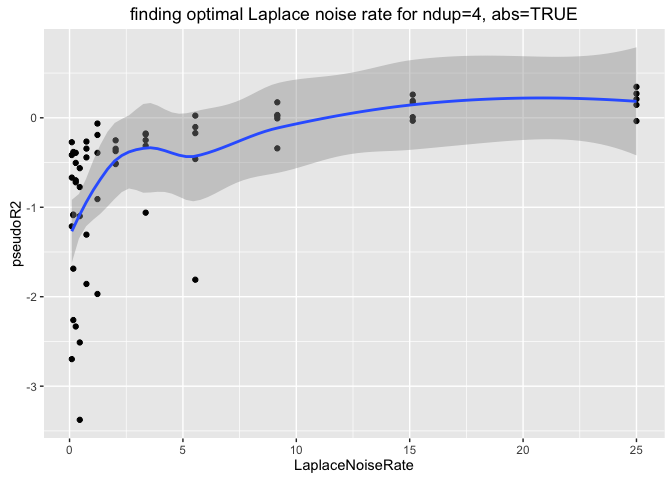 finding optimal Laplace noise rate for ndup=4, abs=TRUE
pseudoR2
0
-1
-2
-3
0 5 10 15 20 25
LaplaceNoiseRate